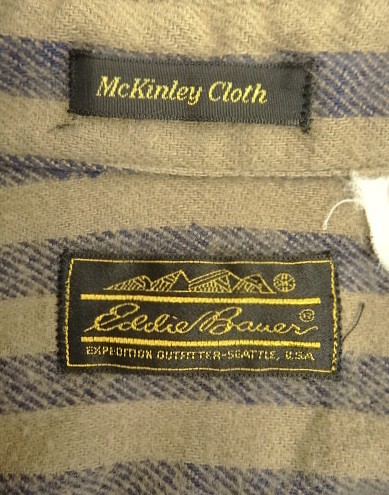 McKinley Cloth
Eddie Bauer®
EXPEDITION OUTFITTER-SEATTLE, U.S.A